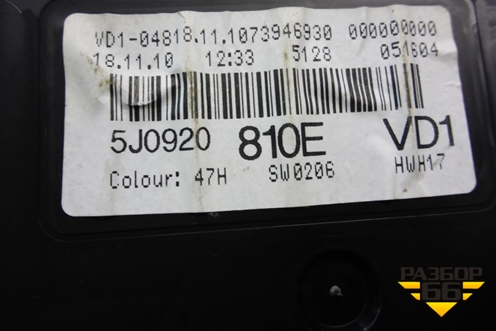 VD1-04818.11.1073946930 000000000
18.11.10 12:33 5128 051604
5J0920 810E VD1
Colour: 47H SW0206 HWH17
РАЗБОР
66